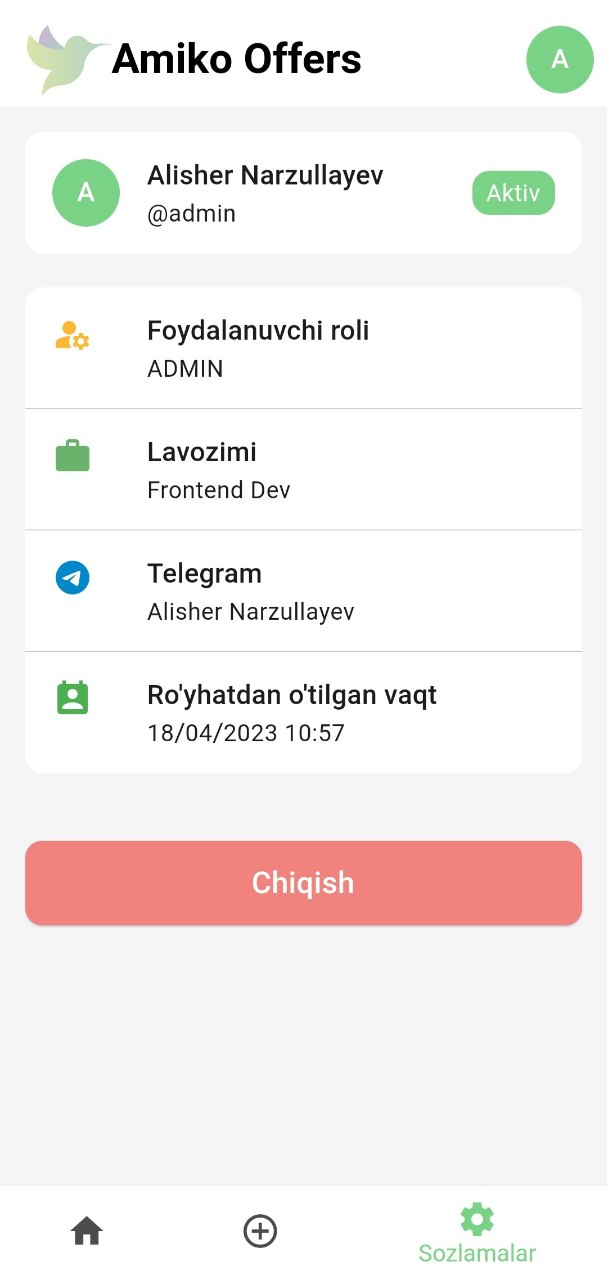 Amiko Offers
A
A
Alisher Narzullayev
@admin
Aktiv
Foydalanuvchi roli
ADMIN
Lavozimi
Frontend Dev
Telegram
Alisher Narzullayev
Ro'yhatdan o'tilgan vaqt
18/04/2023 10:57
Chiqish
Sozlamalar